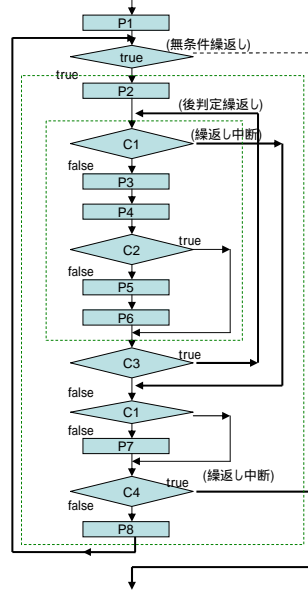 P1
(無条件繰返し)
true
true
P2
(後判定繰返し)
C1
(繰返し中断)
false
P3
P4
C2
true
false
P5
P6
C3
true
false
C1
false
P7
(繰返し中断)
C4
true
false
P8